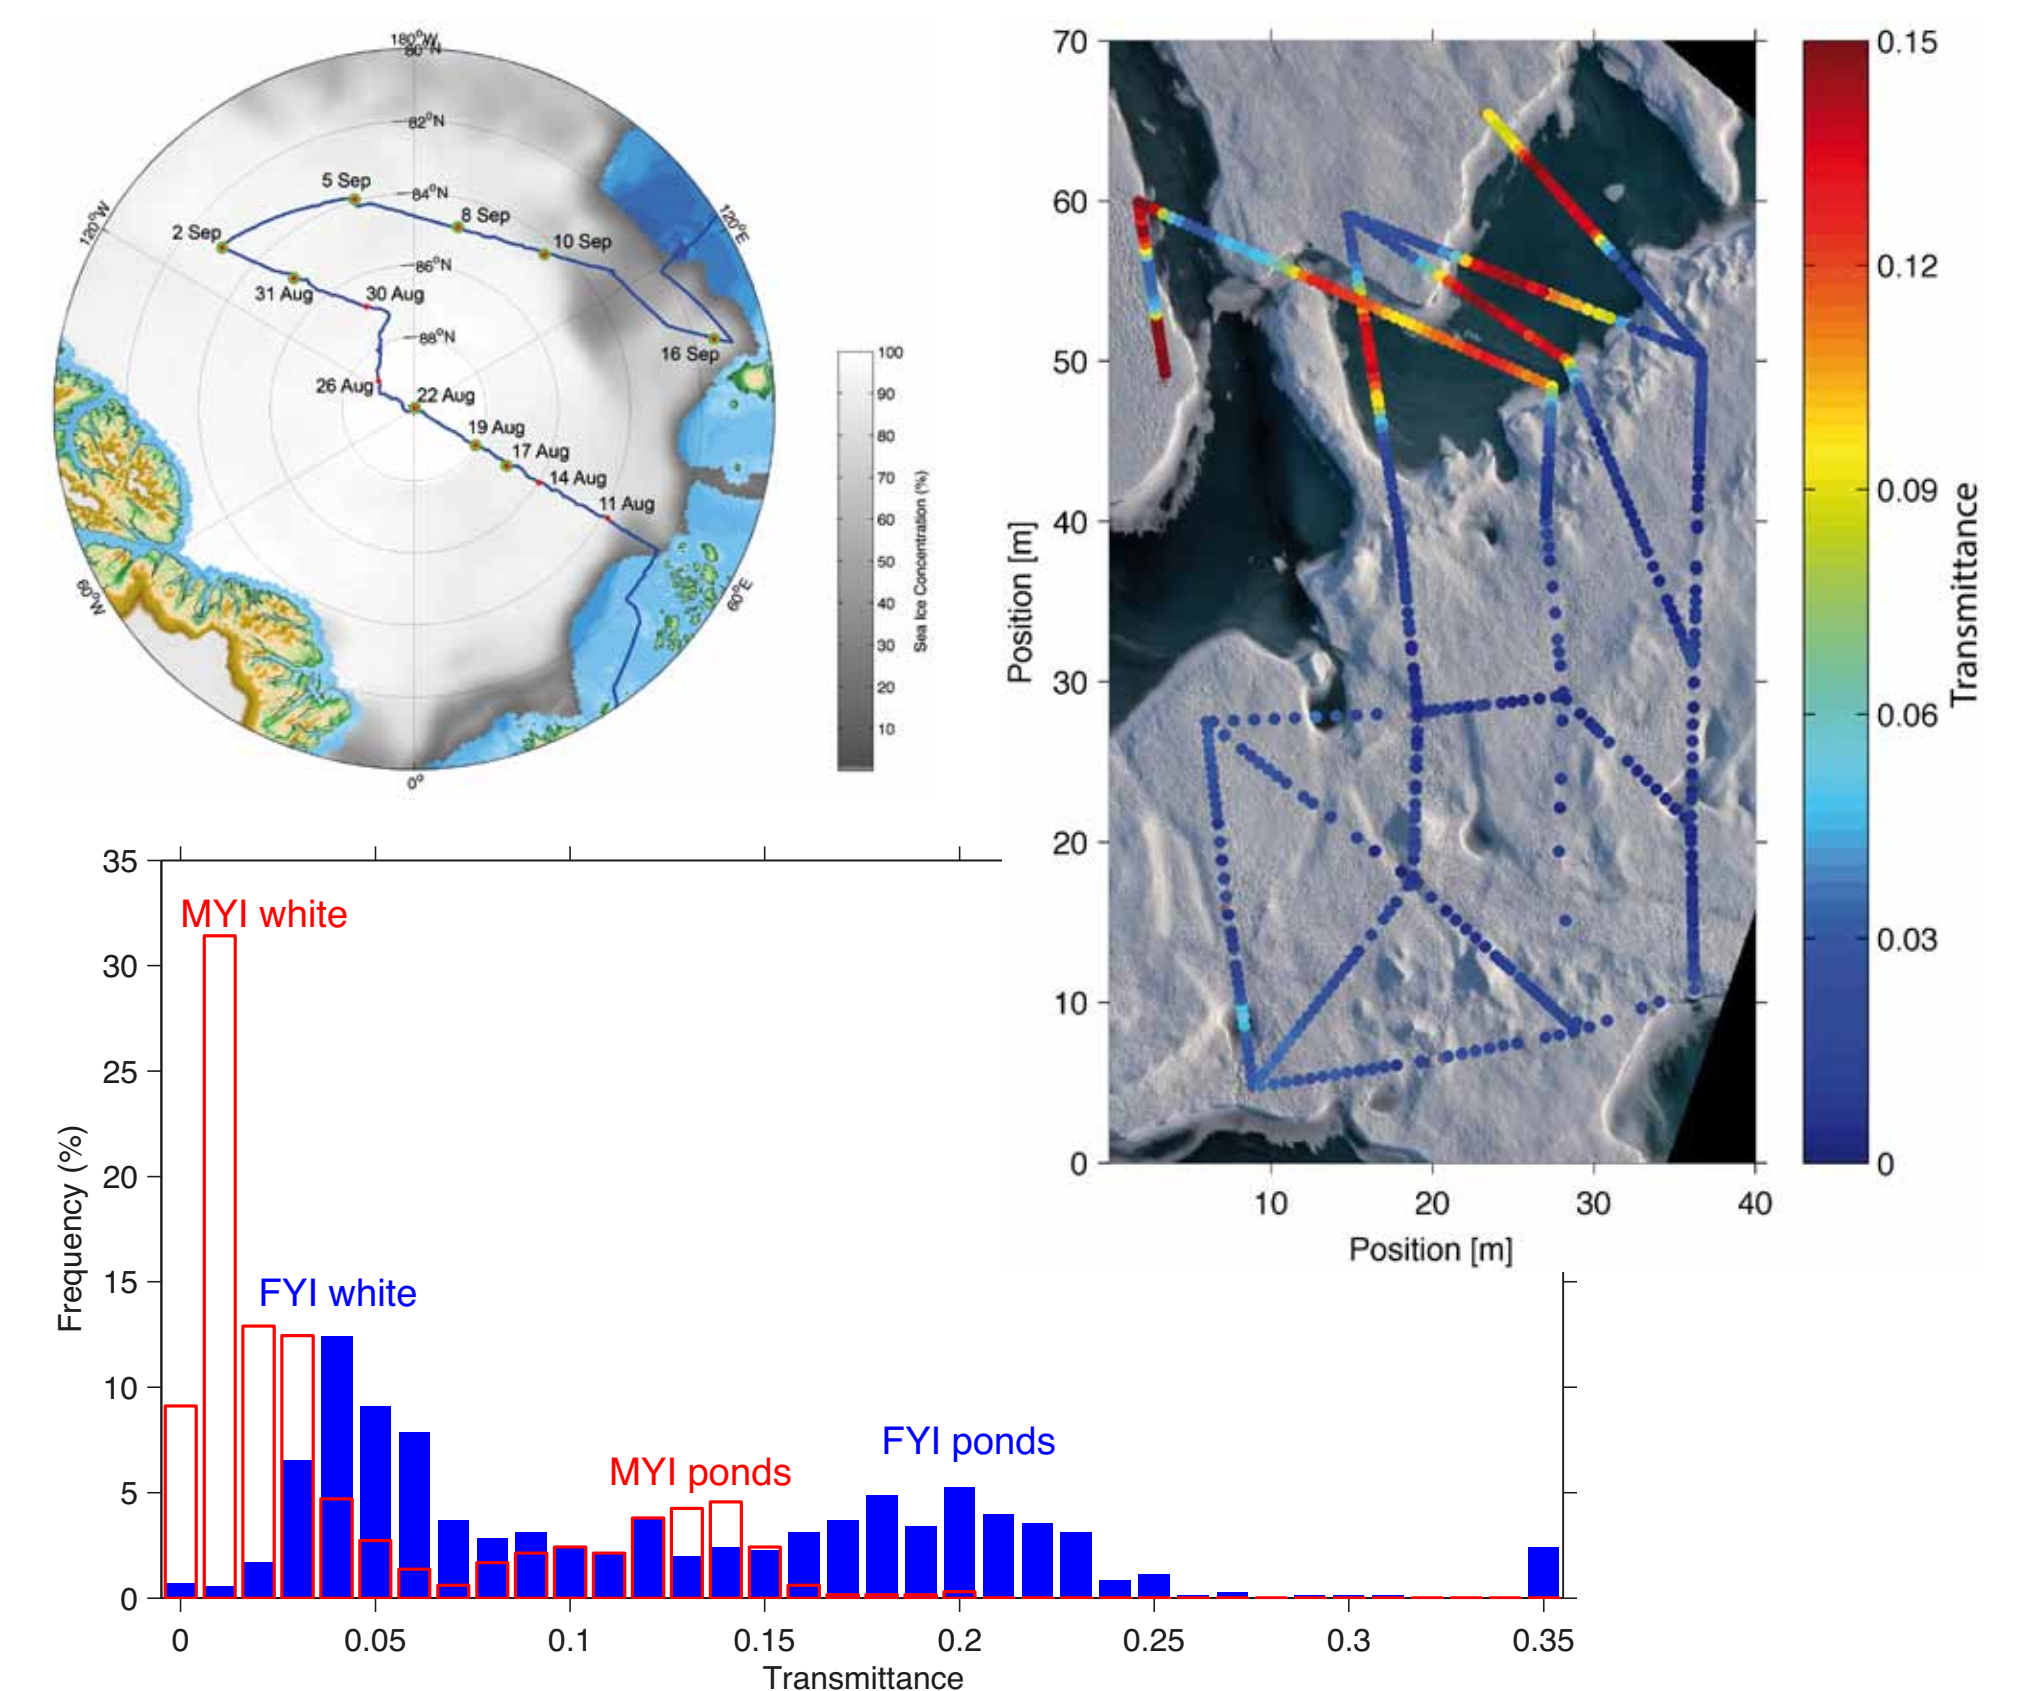 180°W
80°N
82°N
84°N
86°N
88°N
120°W
120°E
60°W
60°E
0°
5 Sep
8 Sep
2 Sep
10 Sep
31 Aug
30 Aug
16 Sep
26 Aug
22 Aug
19 Aug
17 Aug
14 Aug
11 Aug
100
90
80
70
60
50
40
30
20
10
Sea Ice Concentration (%)
70
60
50
40
30
20
10
0
Position [m]
10 20 30 40
Position [m]
0.15
0.12
0.09
0.06
0.03
0
Transmittance
35
30
25
20
15
10
5
0
Frequency (%)
MYI white
FYI white
MYI ponds
FYI ponds
0 0.05 0.1 0.15 0.2 0.25 0.3 0.35
Transmittance